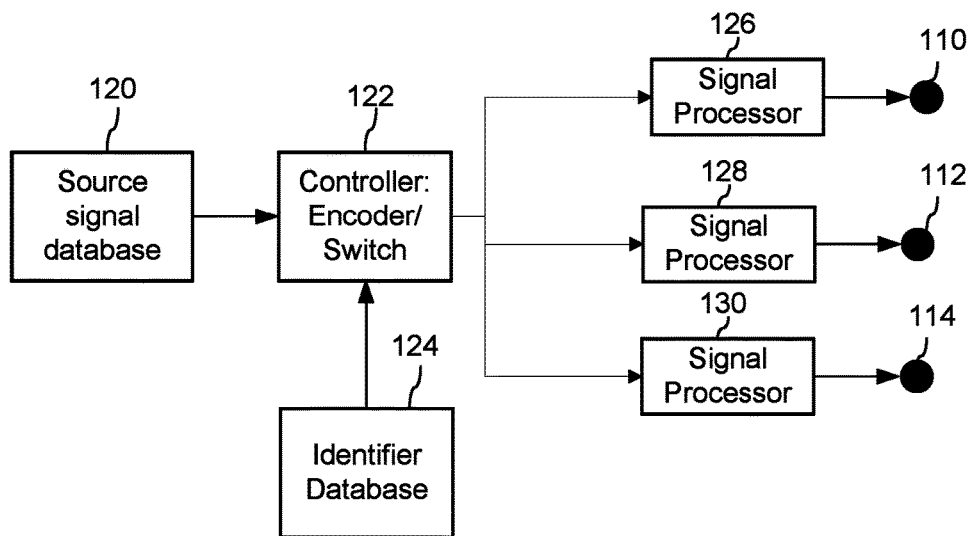 126
110
Signal
Processor
120
122
Source
signal
database
Controller:
Encoder/
Switch
128
112
Signal
Processor
130
114
Signal
Processor
124
Identifier
Database